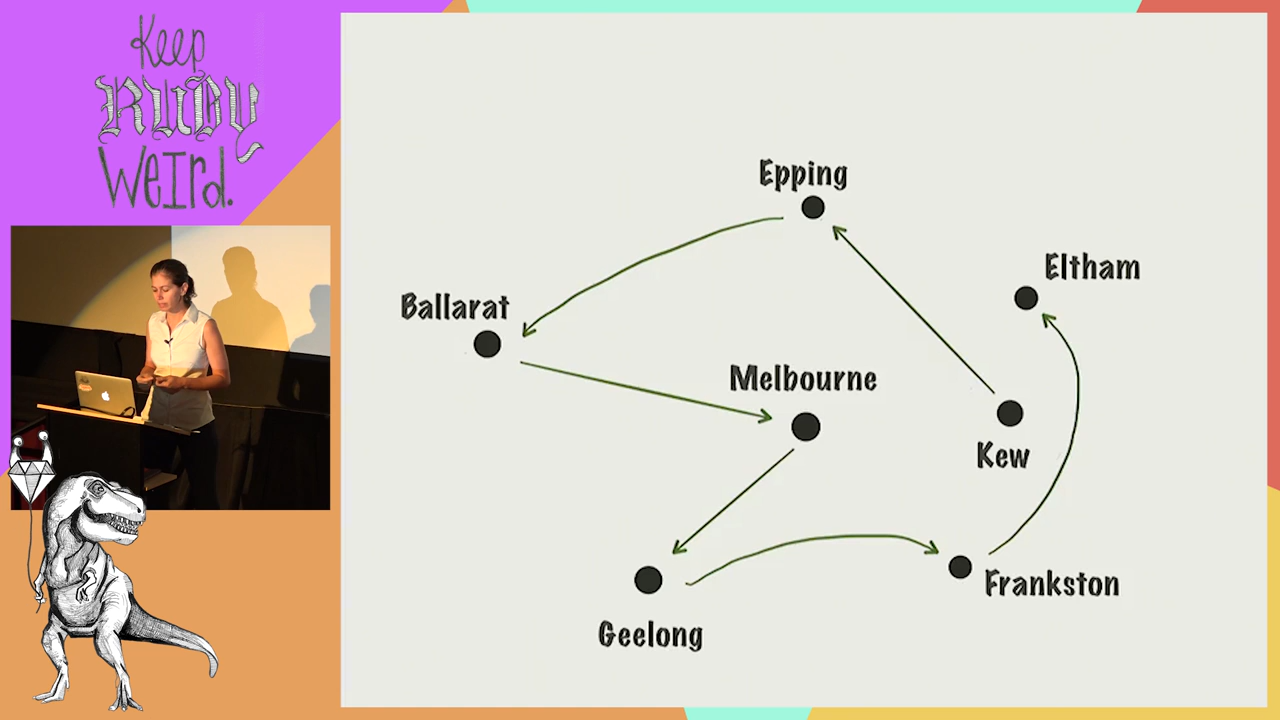 Keep
RUBY
WeIrd.
Epping
Eltham
Ballarat
Melbourne
Kew
Frankston
Geelong